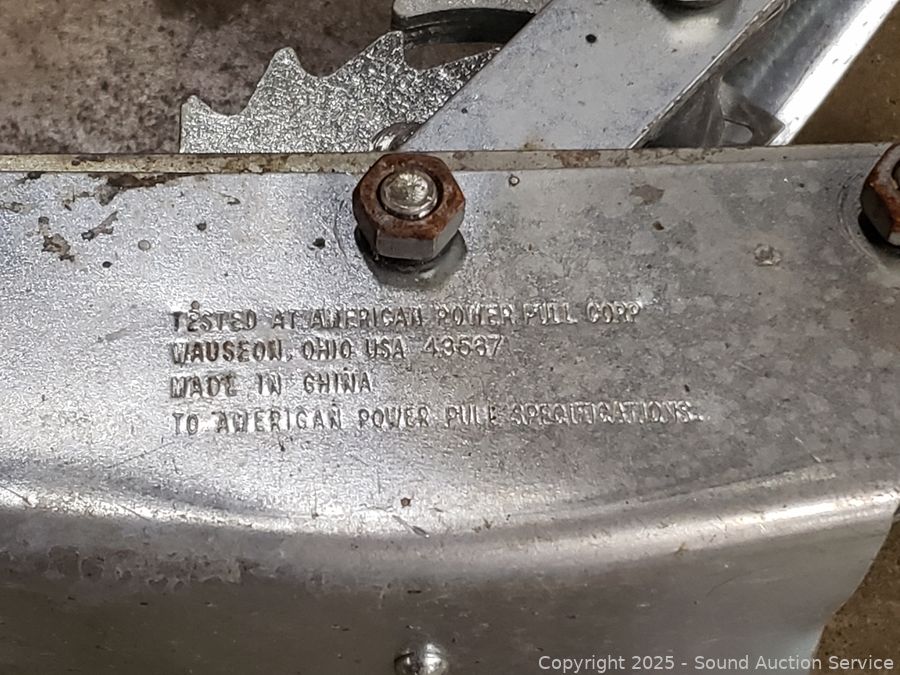 TESTED AT AMERICAN POWER PULL CORP
WAUSEON, OHIO USA 43567
MADE IN CHINA
TO AMERICAN POWER PULL SPECIFICATIONS.
Copyright © 2025 - Sound Auction Service